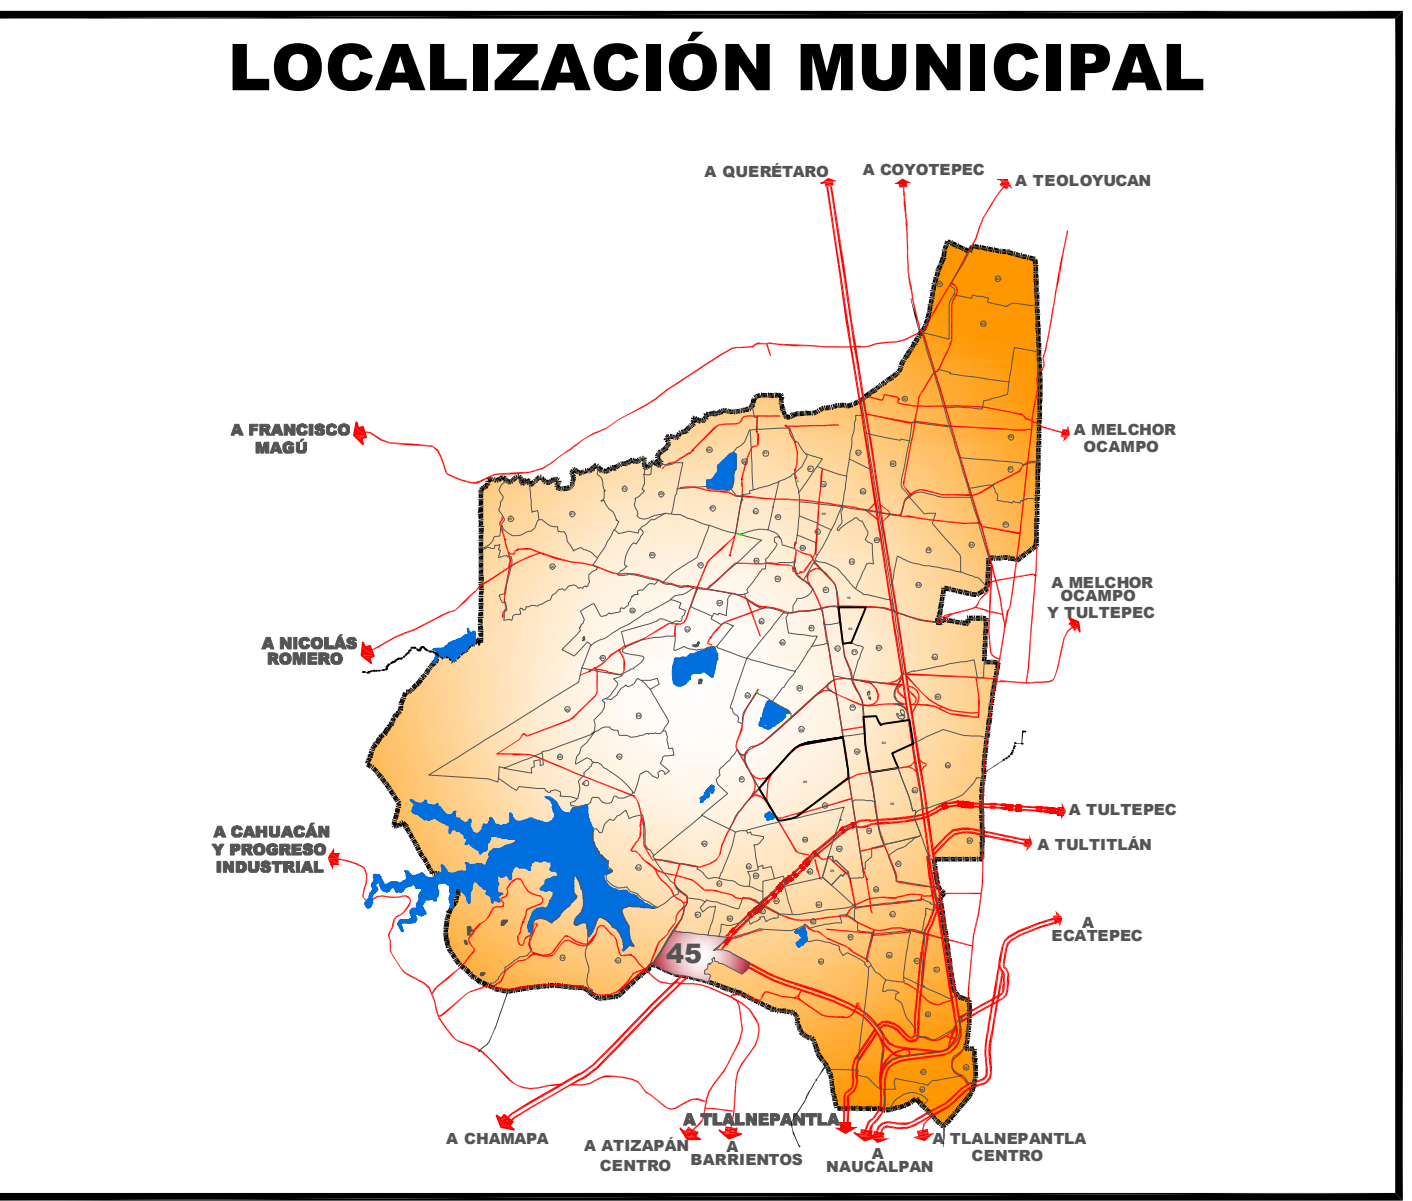 LOCALIZACIÓN MUNICIPAL
A QUERÉTARO
A COYOTEPEC
A TEOLOYUCAN
A FRANCISCO
MAGÚ
A MELCHOR
OCAMPO
A MELCHOR
OCAMPO
Y TULTEPEC
A NICOLÁS
ROMERO
A TULTEPEC
A CAHUACÁN
Y PROGRESO
INDUSTRIAL
A TULTITLÁN
A
ECATEPEC
45
A TLALNEPANTLA
A CHAMAPA
A ATIZAPÁN
CENTRO
A
BARRIENTOS
A
NAUCALPAN
A TLALNEPANTLA
CENTRO